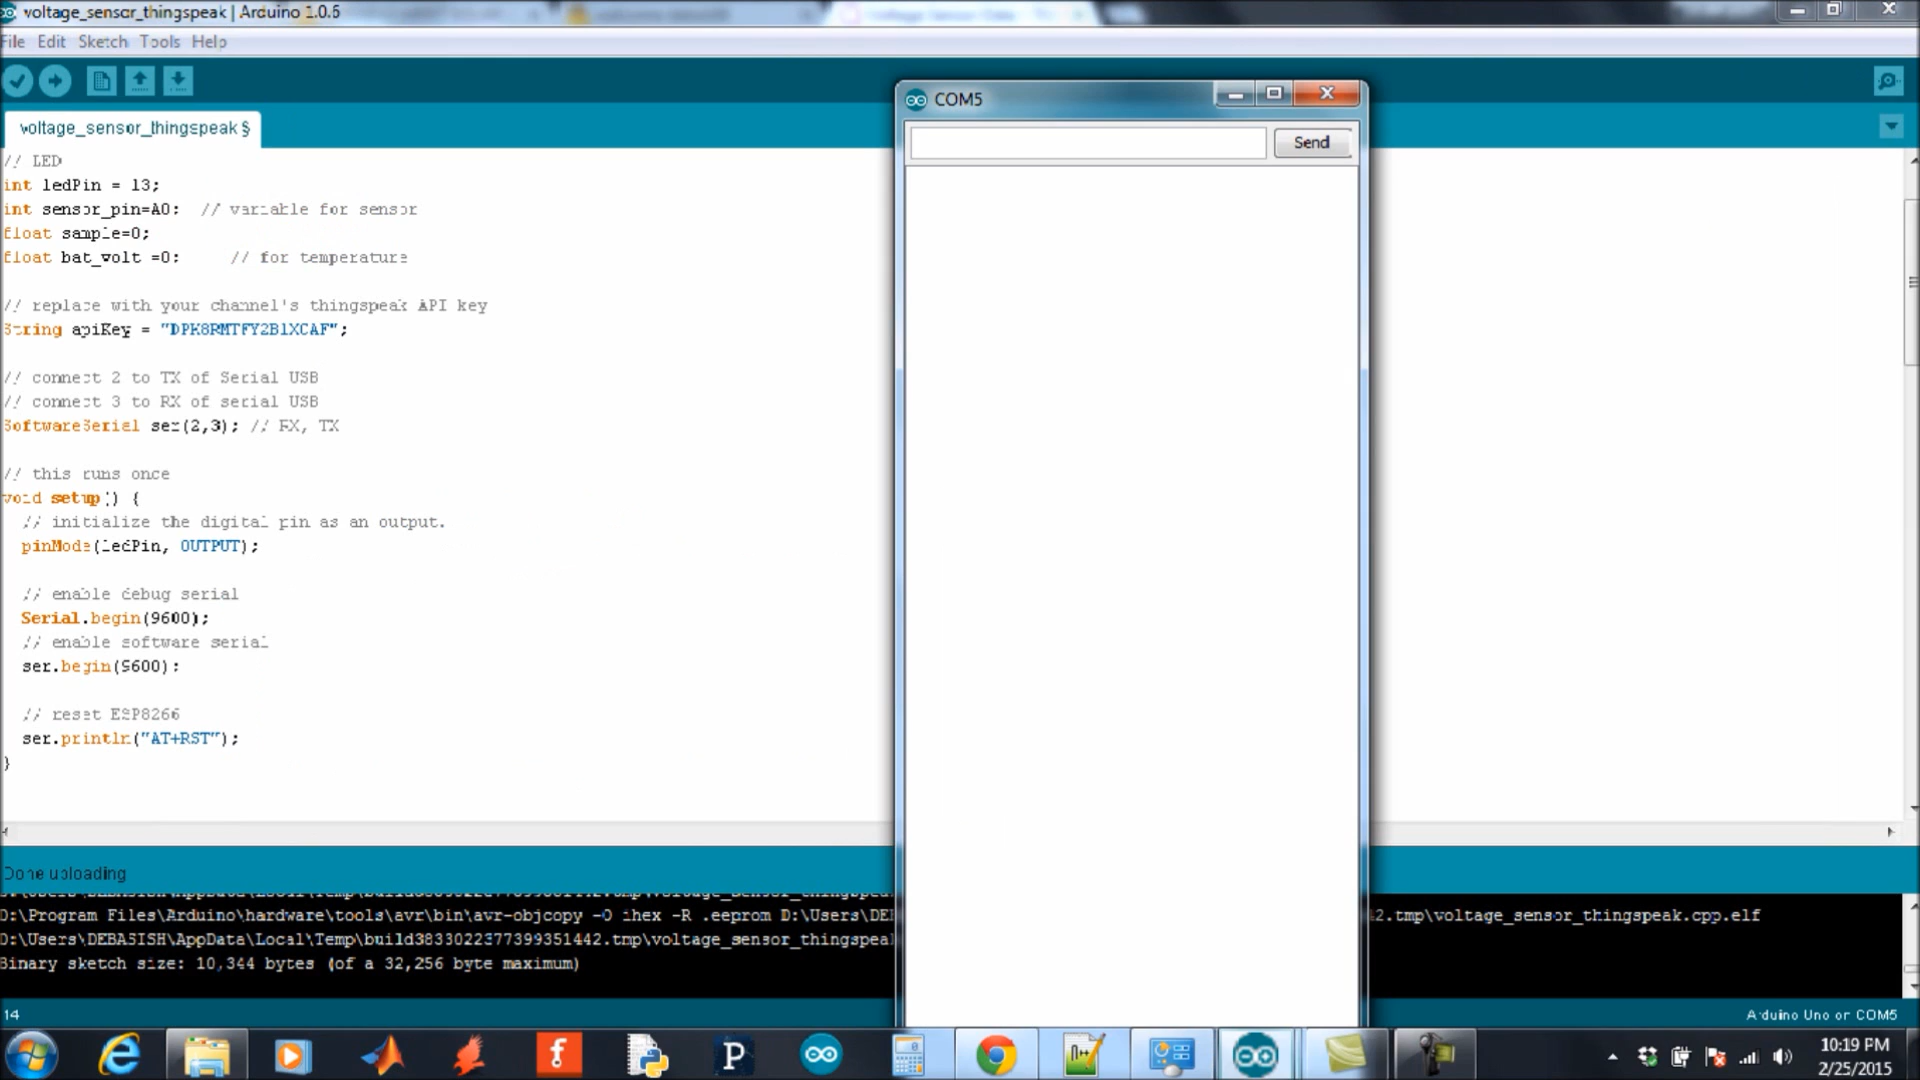 voltage_sensor_thingspeak | Arduino 1.0.6
File Edit Sketch Tools Help
voltage_sensor_thingspeak §
// LED
int ledPin = 13;
int sensor_pin=A0; // variable for sensor
float sample=0;
float bat_volt =0; // for temperature
// replace with your channel's thingspeak API key
String apiKey = "DPK8RMTFY2B1XCAF";
// connect 2 to TX of Serial USB
// connect 3 to RX of serial USB
SoftwareSerial ser(2,3); // RX, TX
// this runs once
void setup() {
// initialize the digital pin as an output.
pinMode(ledPin, OUTPUT);
// enable debug serial
Serial.begin(9600);
// enable software serial
ser.begin(9600);
// reset ESP8266
ser.println("AT+RST");
}
COM5
Send
Done uploading
D:\Program Files\Arduino\hardware\tools\avr\bin\avr-objcopy -O ihex -R .eeprom D:\Users\DEB
2.tmp\voltage_sensor_thingspeak.cpp.elf
D:\Users\DEBASISH\AppData\Local\Temp\build3833022377399351442.tmp\voltage_sensor_thingspeak
Binary sketch size: 10,344 bytes (of a 32,256 byte maximum)
14
Arduino Uno on COM5
10:19 PM
2/25/2015